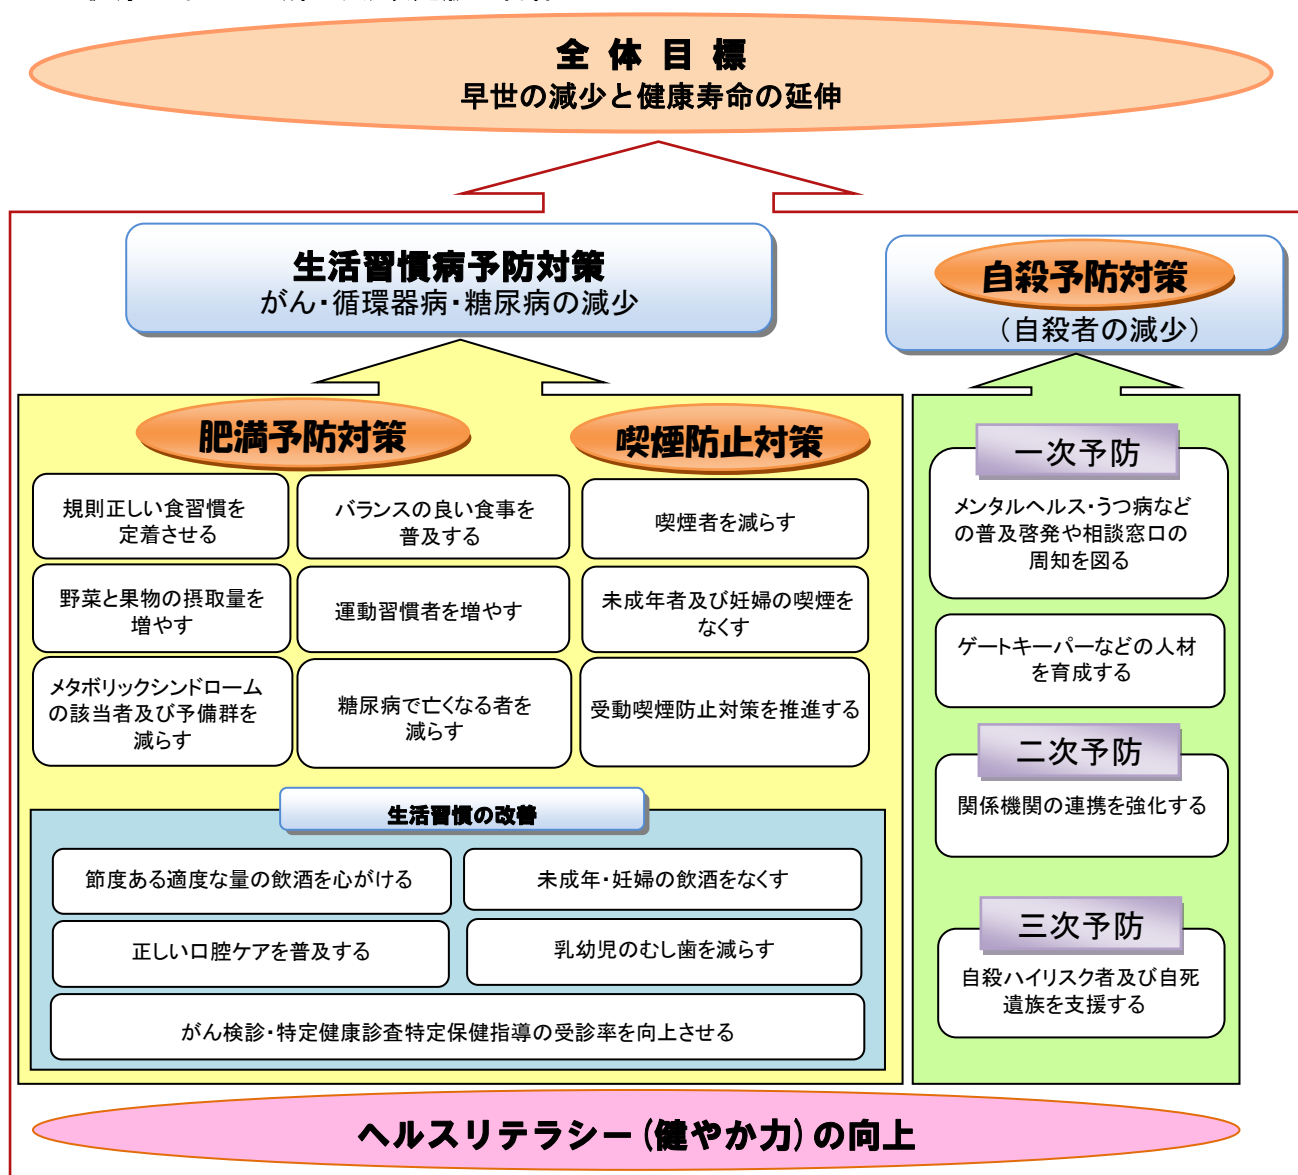 全体目標
早世の減少と健康寿命の延伸
生活習慣病予防対策
がん・循環器病・糖尿病の減少
自殺予防対策
（自殺者の減少）
肥満予防対策
喫煙防止対策
規則正しい食習慣を
定着させる
バランスの良い食事を
普及する
喫煙者を減らす
野菜と果物の摂取量を
増やす
運動習慣者を増やす
未成年者及び妊婦の喫煙を
なくす
メタボリックシンドローム
の該当者及び予備群を
減らす
糖尿病で亡くなる者を
減らす
受動喫煙防止対策を推進する
生活習慣の改善
節度ある適度な量の飲酒を心がける
未成年・妊婦の飲酒をなくす
正しい口腔ケアを普及する
乳幼児のむし歯を減らす
がん検診・特定健康診査特定保健指導の受診率を向上させる
一次予防
メンタルヘルス・うつ病など
の普及啓発や相談窓口の
周知を図る
ゲートキーパーなどの人材
を育成する
二次予防
関係機関の連携を強化する
三次予防
自殺ハイリスク者及び自死
遺族を支援する
ヘルスリテラシー(健やか力)の向上